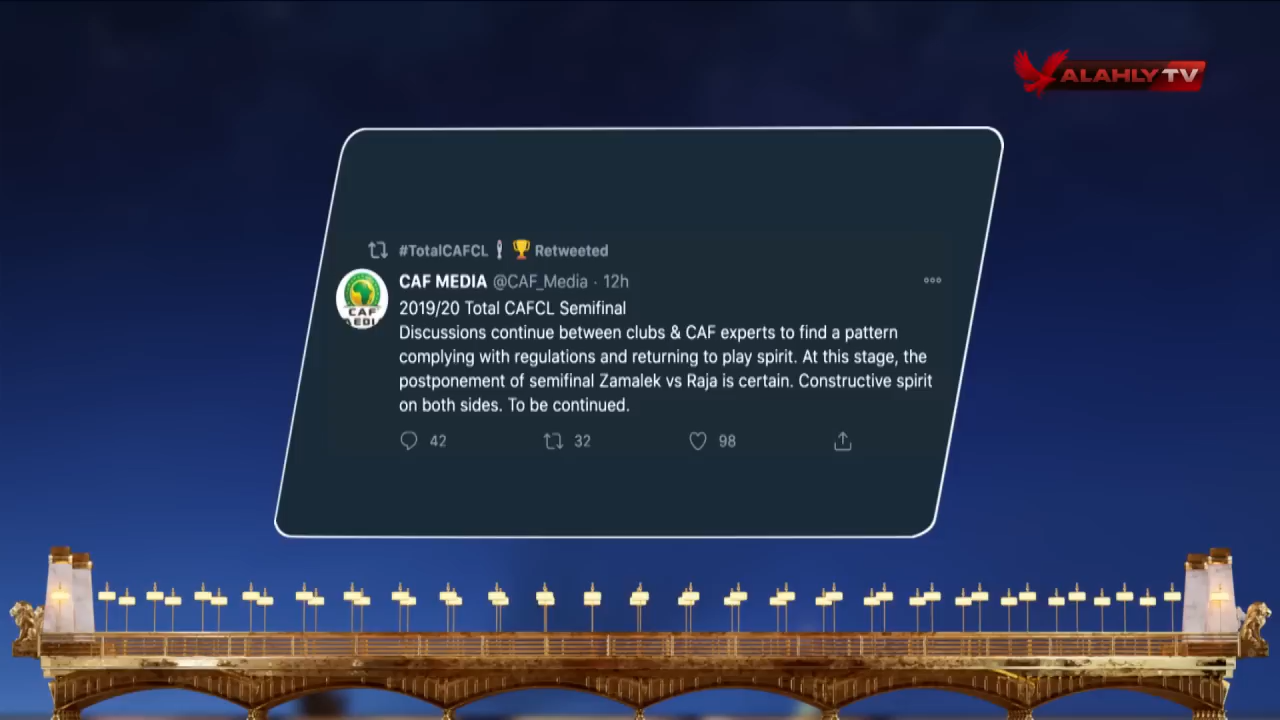 ALAHLY TV
#TotalCAFCL 🏆 Retweeted
CAF MEDIA @CAF_Media · 12h
2019/20 Total CAFCL Semifinal
Discussions continue between clubs & CAF experts to find a pattern
complying with regulations and returning to play spirit. At this stage, the
postponement of semifinal Zamalek vs Raja is certain. Constructive spirit
on both sides. To be continued.
42 32 98
CAF